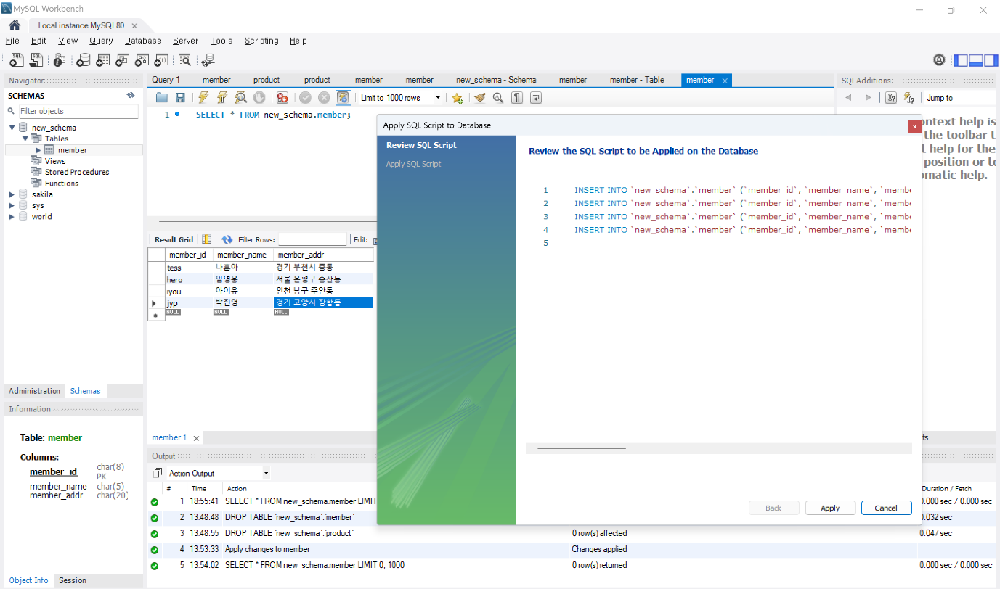 MySQL Workbench
Local instance MySQL80
File Edit View Query Database Server Tools Scripting Help
Navigator
SCHEMAS
Filter objects
new_schema
Tables
member
Views
Stored Procedures
Functions
sakila
sys
world
Administration Schemas
Information
Table: member
Columns:
member_id char(8)
PK
member_name char(5)
member_addr char(20)
Object Info Session
Query 1 member product product member member new_schema - Schema member member - Table member
Limit to 1000 rows
1 SELECT * FROM new_schema.member;
Result Grid Filter Rows: Edit:
member_id member_name member_addr
tess 나훈아 경기 부천시 중동
hero 임영웅 서울 은평구 증산동
iyou 아이유 인천 남구 주안동
jyp 박진영 경기 고양시 장항동
NULL NULL NULL
member 1
Output
Action Output
# Time Action Duration / Fetch
1 18:55:41 SELECT * FROM new_schema.member LIMIT 0.000 sec / 0.000 sec
2 13:48:48 DROP TABLE `new_schema`.`member` 0.032 sec
3 13:48:55 DROP TABLE `new_schema`.`product` 0 row(s) affected 0.047 sec
4 13:53:33 Apply changes to member Changes applied
5 13:54:02 SELECT * FROM new_schema.member LIMIT 0, 1000 0 row(s) returned 0.000 sec / 0.000 sec
Apply SQL Script to Database
Review SQL Script
Apply SQL Script
Review the SQL Script to be Applied on the Database
1 INSERT INTO `new_schema`.`member` (`member_id`, `member_name`, `membe
2 INSERT INTO `new_schema`.`member` (`member_id`, `member_name`, `membe
3 INSERT INTO `new_schema`.`member` (`member_id`, `member_name`, `membe
4 INSERT INTO `new_schema`.`member` (`member_id`, `member_name`, `membe
5
Back Apply Cancel
SQLAdditions
Jump to
ontext help is
the toolbar t
t help for the
position or to
omatic help.
ts